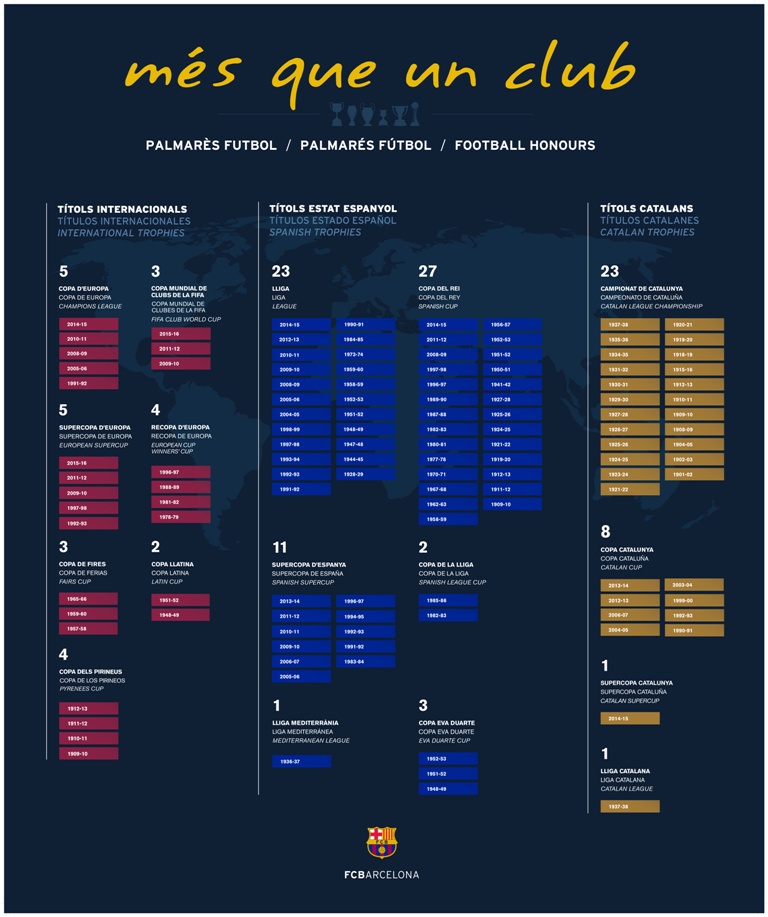 més que un club
PALMARÈS FUTBOL / PALMARÉS FÚTBOL / FOOTBALL HONOURS
TÍTOLS INTERNACIONALS
TÍTULOS INTERNACIONALES
INTERNATIONAL TROPHIES
5
COPA D'EUROPA
COPA DE EUROPA
CHAMPIONS LEAGUE
2014-15
2010-11
2008-09
2005-06
1991-92
3
COPA MUNDIAL DE
CLUBS DE LA FIFA
COPA MUNDIAL DE
CLUBES DE LA FIFA
FIFA CLUB WORLD CUP
2015-16
2011-12
2009-10
5
SUPERCOPA D'EUROPA
SUPERCOPA DE EUROPA
EUROPEAN SUPERCUP
2015-16
2011-12
2009-10
1997-98
1992-93
4
RECOPA D'EUROPA
RECOPA DE EUROPA
EUROPEAN CUP
WINNERS' CUP
1996-97
1988-89
1981-82
1978-79
3
COPA DE FIRES
COPA DE FERIAS
FAIRS CUP
1965-66
1959-60
1957-58
2
COPA LLATINA
COPA LATINA
LATIN CUP
1951-52
1948-49
4
COPA DELS PIRINEUS
COPA DE LOS PIRINEOS
PYRENEES CUP
1912-13
1911-12
1910-11
1909-10
TÍTOLS ESTAT ESPANYOL
TÍTULOS ESTADO ESPAÑOL
SPANISH TROPHIES
23
LLIGA
LIGA
LEAGUE
2014-15
2012-13
2010-11
2009-10
2008-09
2005-06
2004-05
1998-99
1997-98
1993-94
1992-93
1991-92
1990-91
1984-85
1973-74
1959-60
1958-59
1952-53
1951-52
1948-49
1947-48
1944-45
1928-29
27
COPA DEL REI
COPA DEL REY
SPANISH CUP
2014-15
2011-12
2008-09
1997-98
1996-97
1989-90
1987-88
1982-83
1980-81
1977-78
1970-71
1967-68
1962-63
1958-59
1956-57
1952-53
1951-52
1950-51
1941-42
1927-28
1925-26
1924-25
1921-22
1919-20
1912-13
1911-12
1909-10
11
SUPERCOPA D'ESPANYA
SUPERCOPA DE ESPAÑA
SPANISH SUPERCUP
2013-14
2011-12
2010-11
2009-10
2006-07
2005-06
1996-97
1994-95
1992-93
1991-92
1983-84
2
COPA DE LA LLIGA
COPA DE LA LIGA
SPANISH LEAGUE CUP
1985-86
1982-83
1
LLIGA MEDITERRÀNIA
LIGA MEDITERRÁNEA
MEDITERRANEAN LEAGUE
1936-37
3
COPA EVA DUARTE
COPA EVA DUARTE
EVA DUARTE CUP
1952-53
1951-52
1948-49
TÍTOLS CATALANS
TÍTULOS CATALANES
CATALAN TROPHIES
23
CAMPIONAT DE CATALUNYA
CAMPEONATO DE CATALUÑA
CATALAN LEAGUE CHAMPIONSHIP
1937-38
1935-36
1934-35
1931-32
1930-31
1929-30
1927-28
1926-27
1925-26
1924-25
1923-24
1921-22
1920-21
1919-20
1918-19
1915-16
1912-13
1910-11
1909-10
1908-09
1904-05
1902-03
1901-02
8
COPA CATALUNYA
COPA CATALUÑA
CATALAN CUP
2013-14
2012-13
2006-07
2004-05
2003-04
1999-00
1992-93
1990-91
1
SUPERCOPA CATALUNYA
SUPERCOPA CATALUÑA
CATALAN SUPERCUP
2014-15
1
LLIGA CATALANA
LIGA CATALANA
CATALAN LEAGUE
1937-38
FCB
FCBARCELONA